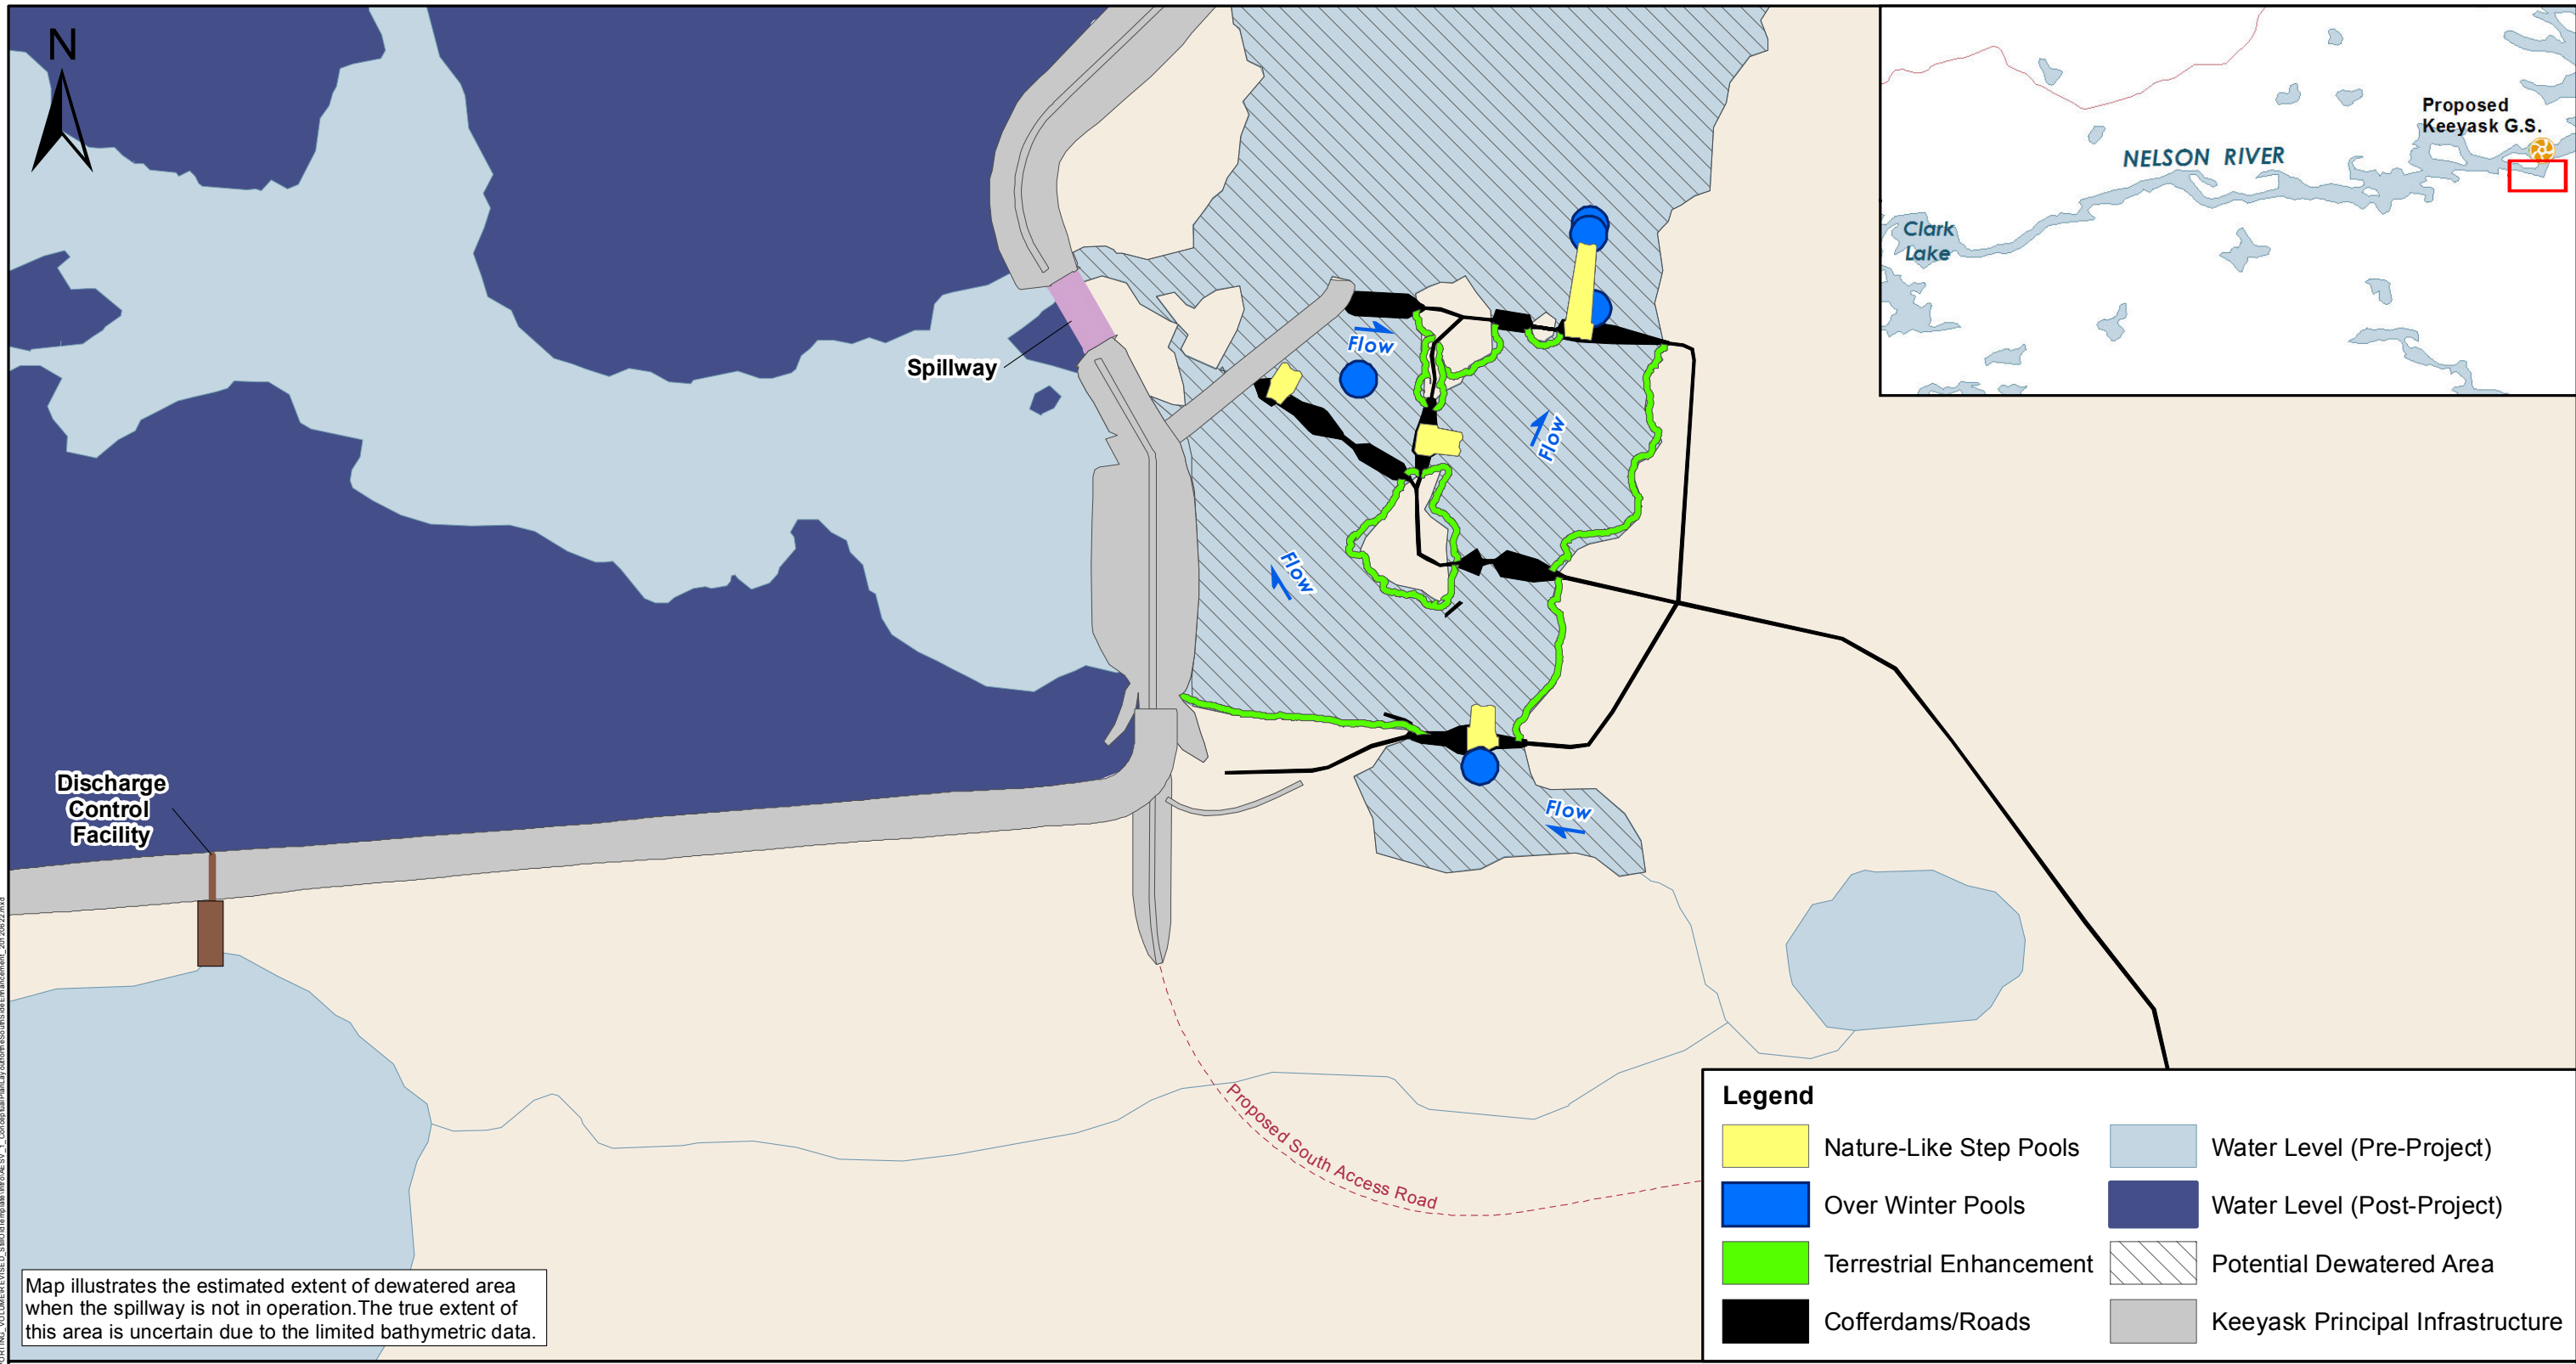 N
Proposed
Keeyask G.S.
NELSON RIVER
Clark
Lake
Spillway
Flow
Flow
Flow
Flow
Discharge
Control
Facility
Proposed South Access Road
Map illustrates the estimated extent of dewatered area
when the spillway is not in operation.The true extent of
this area is uncertain due to the limited bathymetric data.
Legend
Nature-Like Step Pools
Over Winter Pools
Terrestrial Enhancement
Cofferdams/Roads
Water Level (Pre-Project)
Water Level (Post-Project)
Potential Dewatered Area
Keeyask Principal Infrastructure